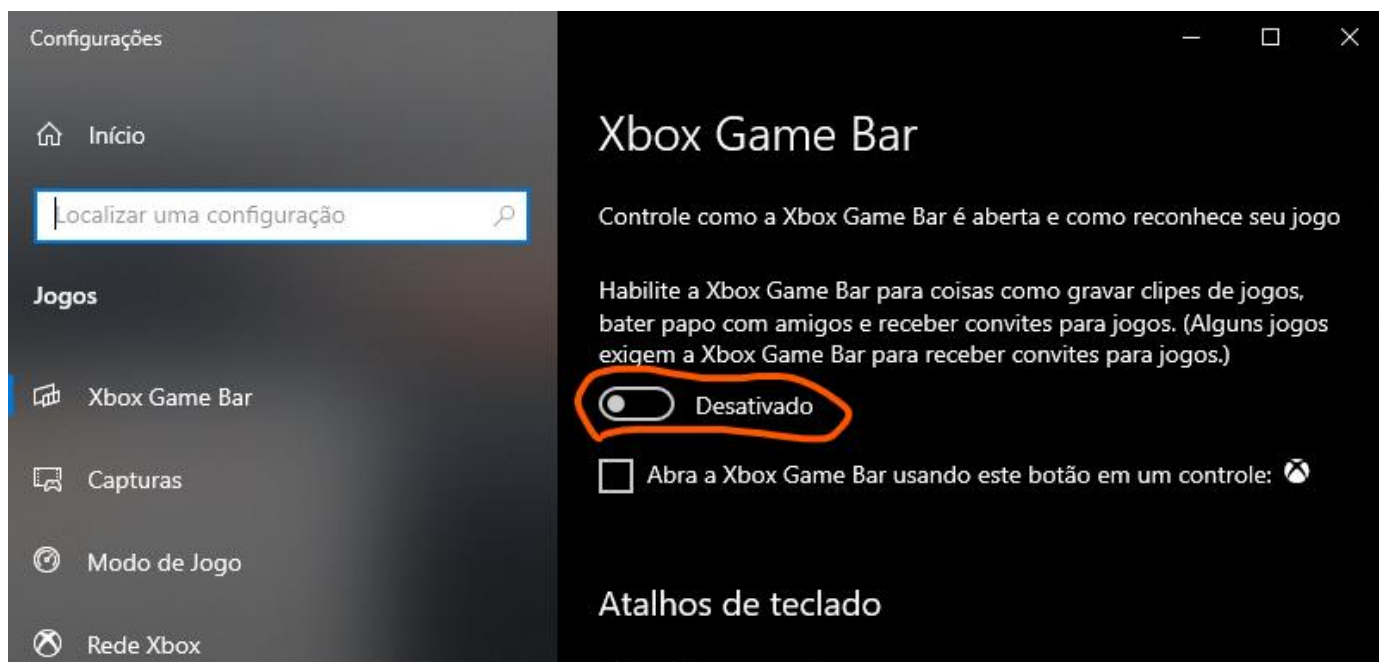 Configurações
Início
Localizar uma configuração
Jogos
Xbox Game Bar
Capturas
Modo de Jogo
Rede Xbox
Xbox Game Bar
Controle como a Xbox Game Bar é aberta e como reconhece seu jogo
Habilite a Xbox Game Bar para coisas como gravar clipes de jogos,
bater papo com amigos e receber convites para jogos. (Alguns jogos
exigem a Xbox Game Bar para receber convites para jogos.)
Desativado
Abra a Xbox Game Bar usando este botão em um controle:
Atalhos de teclado